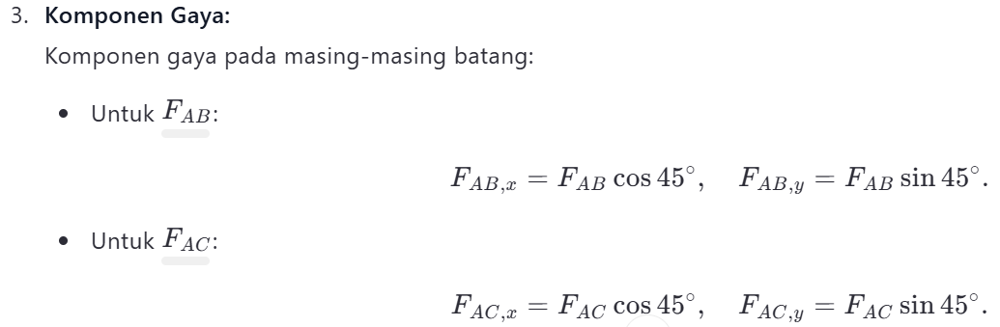 3. Komponen Gaya:
Komponen gaya pada masing-masing batang:
• Untuk $F_{AB}$:
$F_{AB,x} = F_{AB} \cos 45^\circ, \quad F_{AB,y} = F_{AB} \sin 45^\circ.$
• Untuk $F_{AC}$:
$F_{AC,x} = F_{AC} \cos 45^\circ, \quad F_{AC,y} = F_{AC} \sin 45^\circ.$